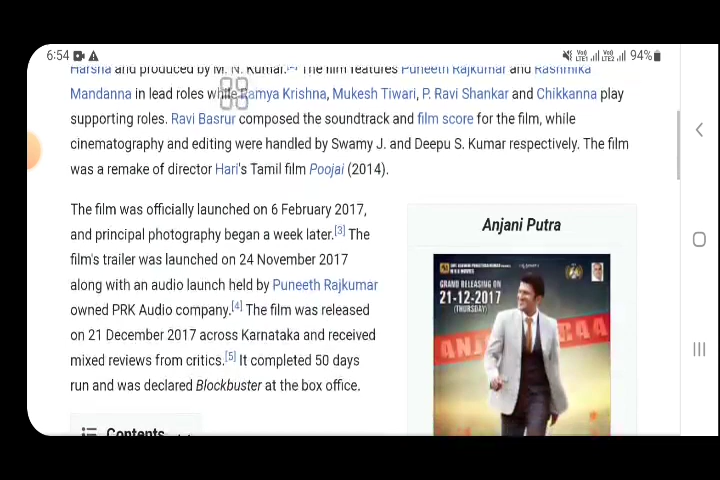 6:54
Vo) LTE1 Vo) LTE2 94%
Harsha and produced by M. N. Kumar. The film features Puneeth Rajkumar and Rashmika
Mandanna in lead roles while Ramya Krishna, Mukesh Tiwari, P. Ravi Shankar and Chikkanna play
supporting roles. Ravi Basrur composed the soundtrack and film score for the film, while
cinematography and editing were handled by Swamy J. and Deepu S. Kumar respectively. The film
was a remake of director Hari's Tamil film Poojai (2014).
The film was officially launched on 6 February 2017,
and principal photography began a week later.[3] The
film's trailer was launched on 24 November 2017
along with an audio launch held by Puneeth Rajkumar
owned PRK Audio company.[4] The film was released
on 21 December 2017 across Karnataka and received
mixed reviews from critics.[5] It completed 50 days
run and was declared Blockbuster at the box office.
Contents
Anjani Putra
GRAND RELEASING ON
21-12-2017
(THURSDAY)